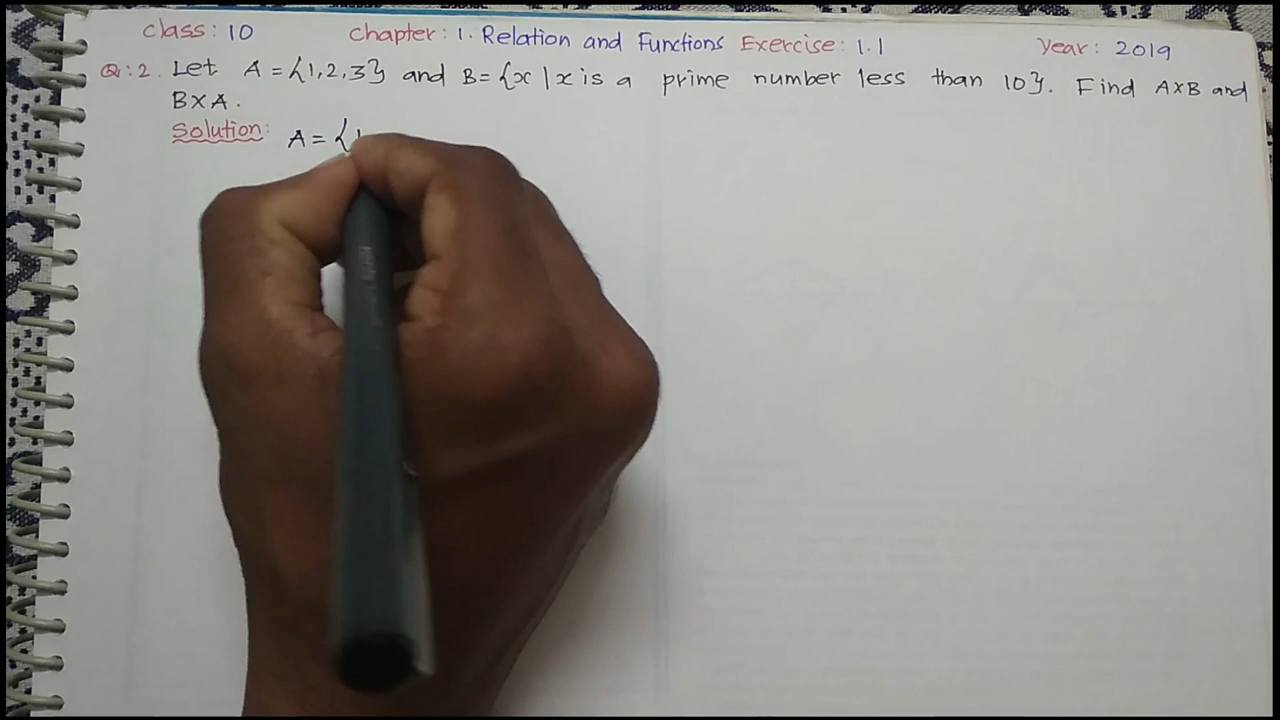 Class: 10 Chapter: 1. Relation and Functions Exercise: 1.1 Year: 2019
Q:2. Let A = {1,2,3} and B = {x | x is a prime number less than 10}. Find A×B and
B×A.
Solution: A = {1